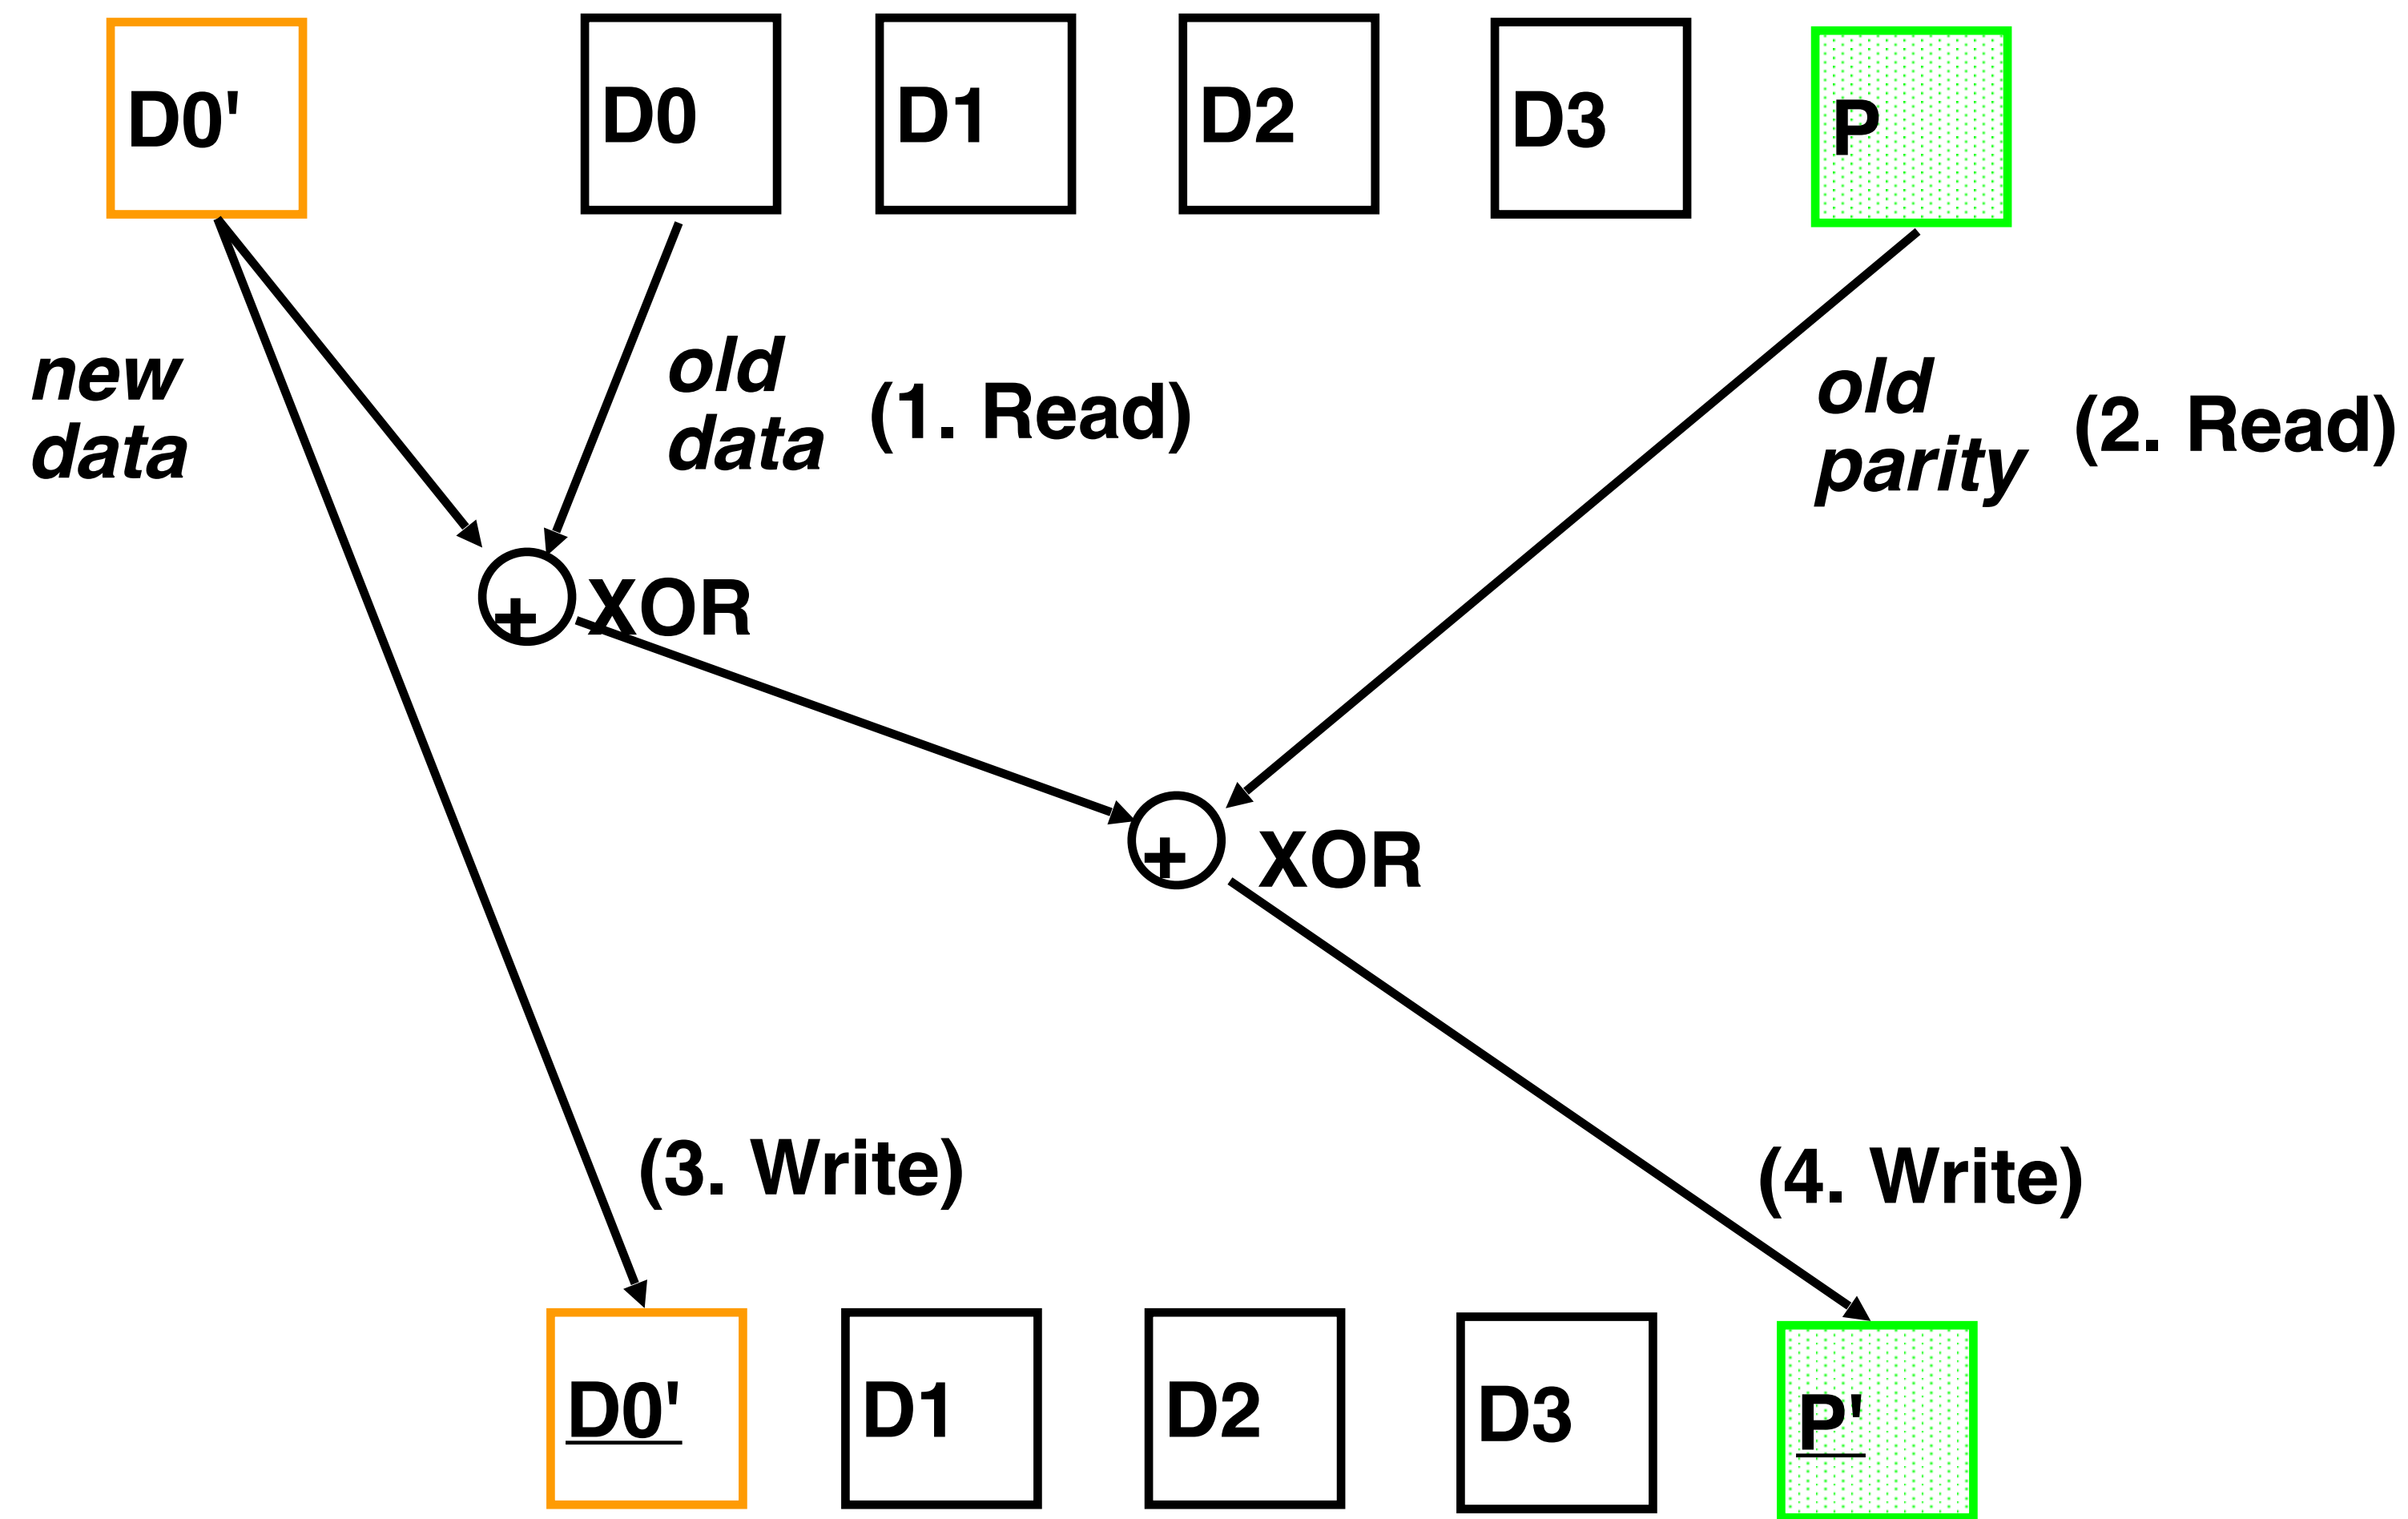 D0'
D0
D1
D2
D3
P
new
data
old
data
(1. Read)
old
parity
(2. Read)
+
XOR
+
XOR
(3. Write)
(4. Write)
D0'
D1
D2
D3
P'